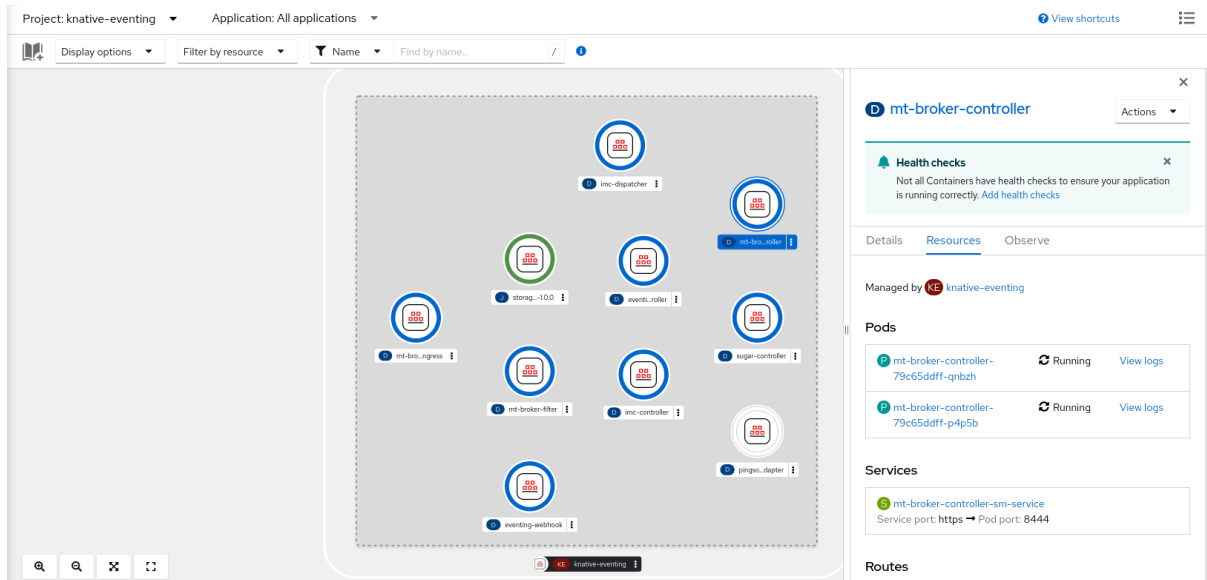 Project: knative-eventing
Application: All applications
View shortcuts
Display options
Filter by resource
Name
Find by name...
/
D imc-dispatcher
D mt-bro...roller
J storag...-1.0.0
D eventi...roller
D mt-bro...ngress
D sugar-controller
D mt-broker-filter
D imc-controller
D pingso...dapter
D eventing-webhook
KE knative-eventing
D mt-broker-controller
Actions
Health checks
Not all Containers have health checks to ensure your application
is running correctly. Add health checks
Details Resources Observe
Managed by KE knative-eventing
Pods
P mt-broker-controller-
79c65ddff-qnbzh
Running
View logs
P mt-broker-controller-
79c65ddff-p4p5b
Running
View logs
Services
S mt-broker-controller-sm-service
Service port: https → Pod port: 8444
Routes